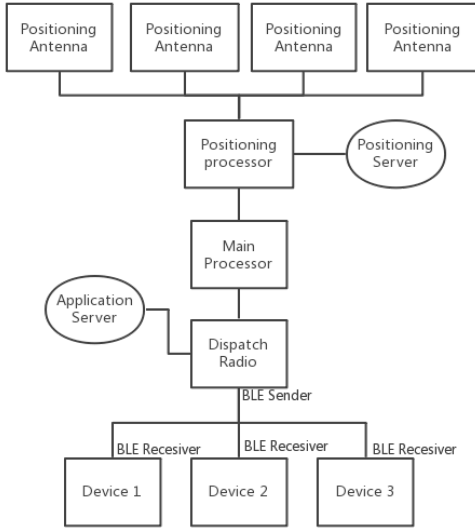 Positioning
Antenna
Positioning
Antenna
Positioning
Antenna
Positioning
Antenna
Positioning
processor
Positioning
Server
Main
Processor
Application
Server
Dispatch
Radio
BLE Sender
BLE Recesiver
BLE Recesiver
BLE Recesiver
Device 1
Device 2
Device 3